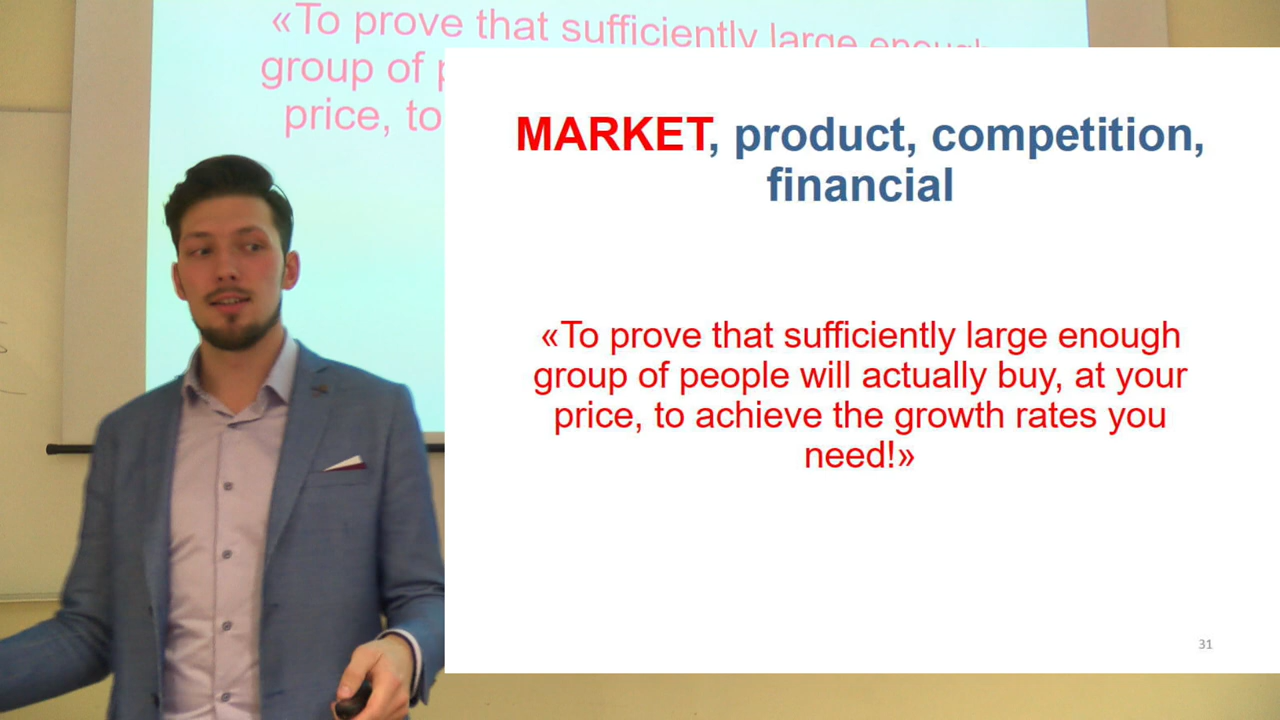 «To prove that sufficiently large enough
group of
price, to
MARKET, product, competition,
financial
«To prove that sufficiently large enough
group of people will actually buy, at your
price, to achieve the growth rates you
need!»
31